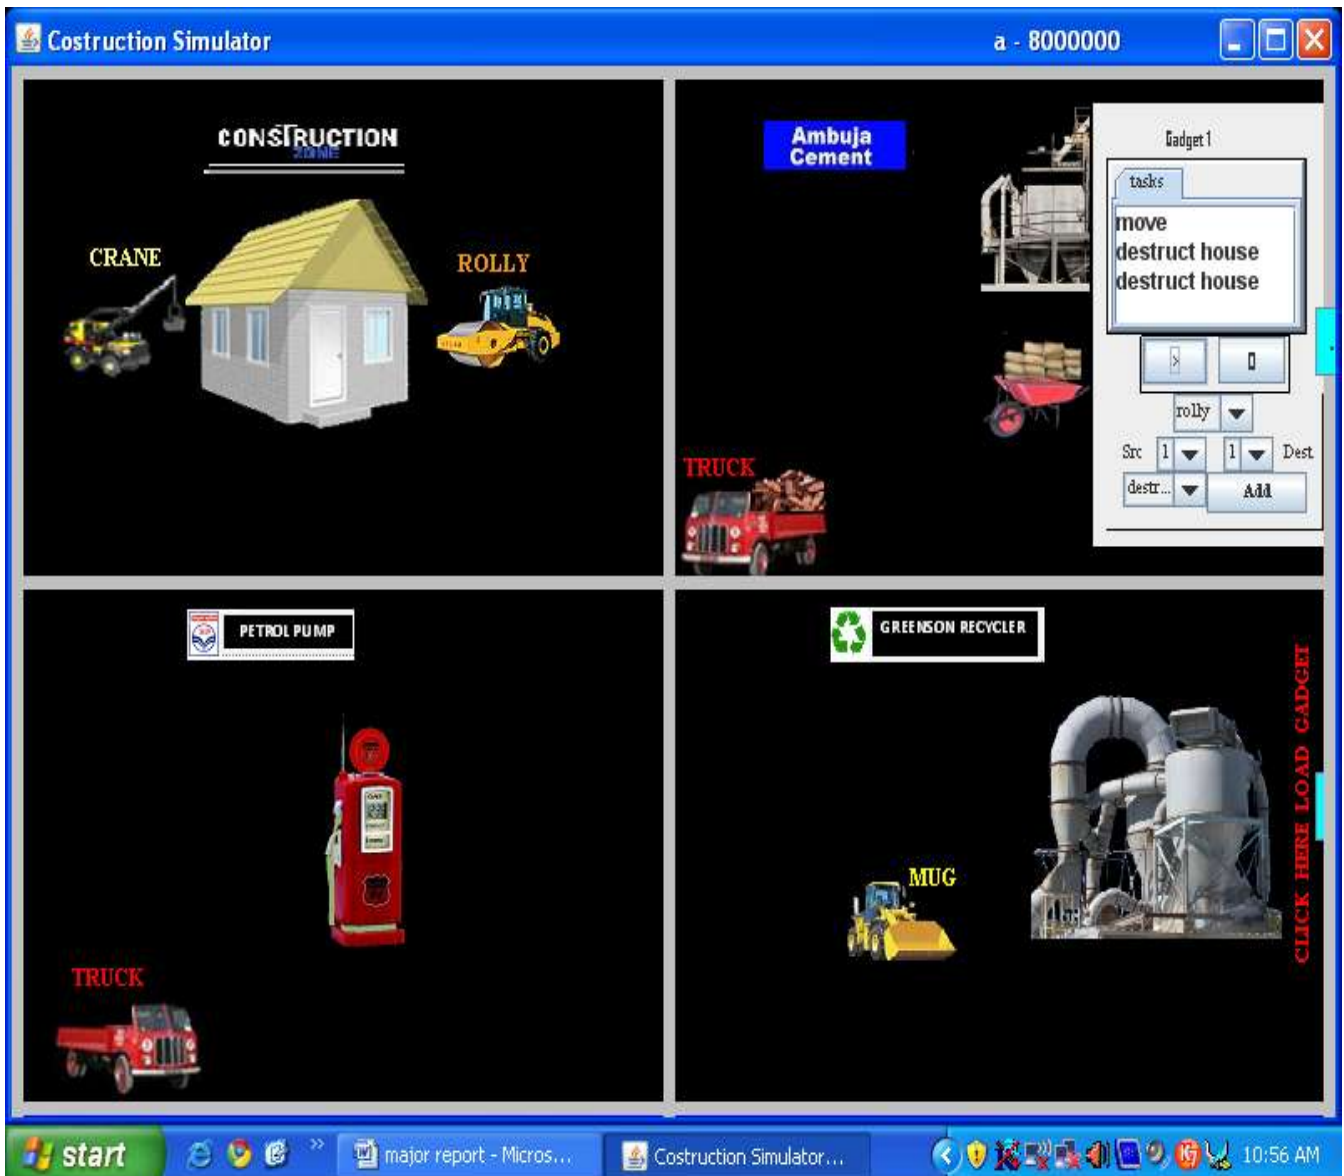 Costruction Simulator
a - 8000000
CONSTRUCTION
ZONE
CRANE
ROLLY
Ambuja
Cement
TRUCK
Gadget 1
tasks
move
destruct house
destruct house
>
rolly
Src 1 1 Dest
destr... Add
PETROL PUMP
TRUCK
GREENSON RECYCLER
MUG
CLICK HERE LOAD GADGET
start
»
major report - Micros...
Costruction Simulator...
10:56 AM